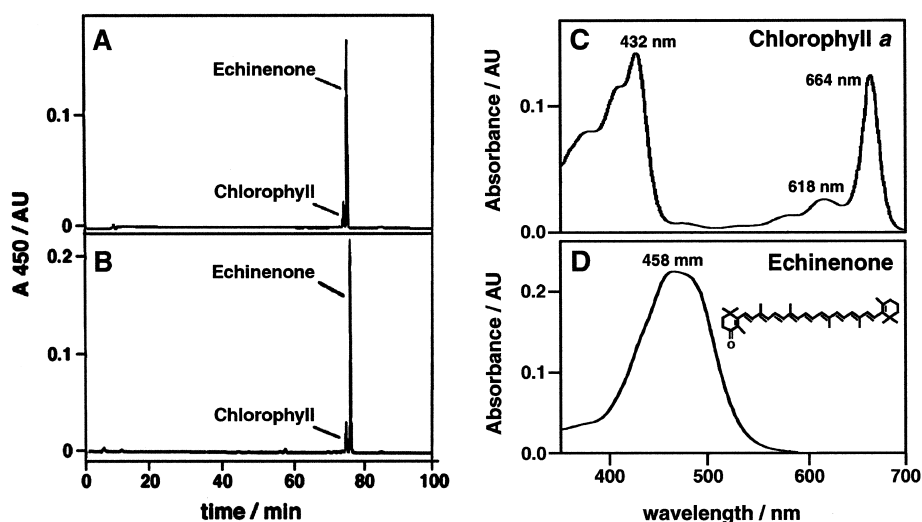 A
Echinenone
Chlorophyll
0.1
0
B
Echinenone
Chlorophyll
0.2
0.1
0
A 450 / AU
0 20 40 60 80 100
time / min
C
432 nm
Chlorophyll a
664 nm
618 nm
0.1
0.0
Absorbance / AU
D
458 mm
Echinenone
O
0.2
0.1
0.0
Absorbance / AU
400 500 600 700
wavelength / nm